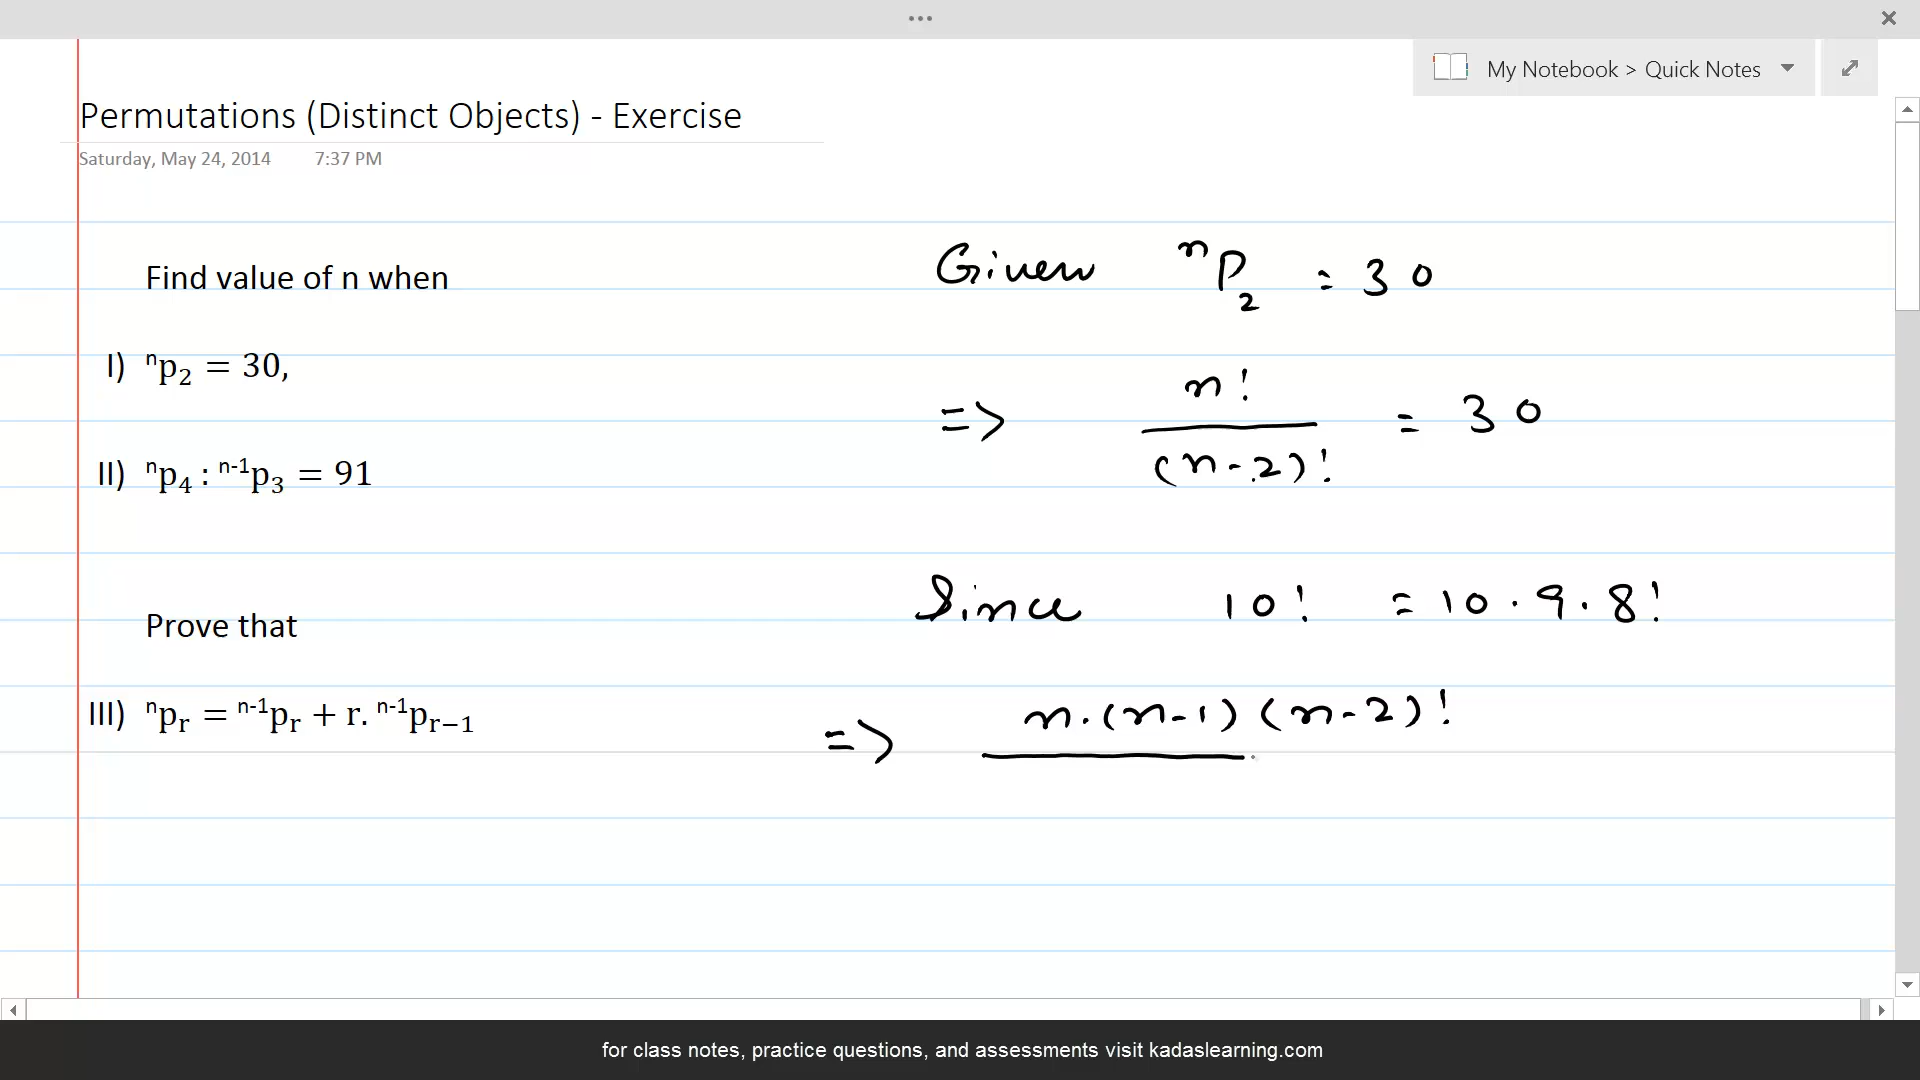 My Notebook > Quick Notes
Permutations (Distinct Objects) - Exercise
Saturday, May 24, 2014 7:37 PM
Find value of n when
I) ⁿp₂ = 30,
II) ⁿp₄ : ⁿ⁻¹p₃ = 91
Prove that
III) ⁿpᵣ = ⁿ⁻¹pᵣ + r. ⁿ⁻¹pᵣ₋₁
Given ⁿP₂ = 30
=> n! / (n-2)! = 30
Since 10! = 10 . 9 . 8!
=> n.(n-1)(n-2)!
for class notes, practice questions, and assessments visit kadaslearning.com